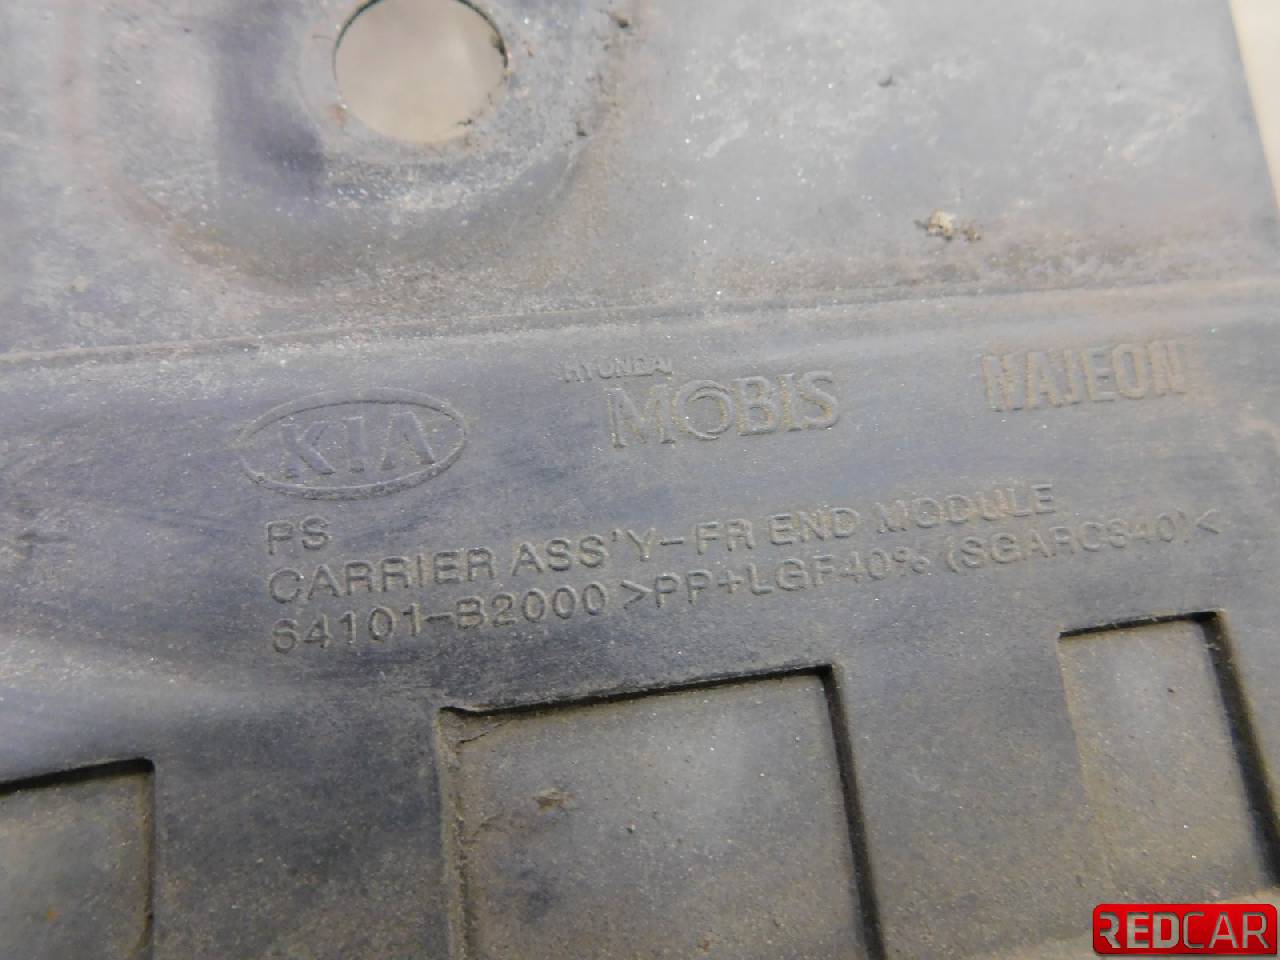 KIA
HYUNDAI
MOBIS
NAJEON
PS
CARRIER ASS'Y-FR END MODULE
64101-B2000 >PP+LGF40% (SGARC340)<
REDCAR